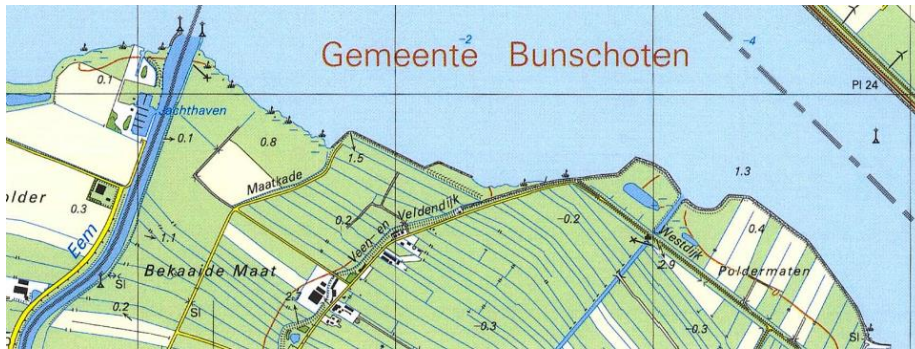 Gemeente Bunschoten
-2
-4
Pl 24
0.1
Jachthaven
0.1
0.8
1.5
1.3
Maatkade
older
0.3
0.2
Veen en Veldendijk
-0.2
Westdijk
0.4
Eem
1.1
Bekaaide Maat
2.9
Poldermaten
Sl
0.2
Sl
-0.3
-0.3
Sl